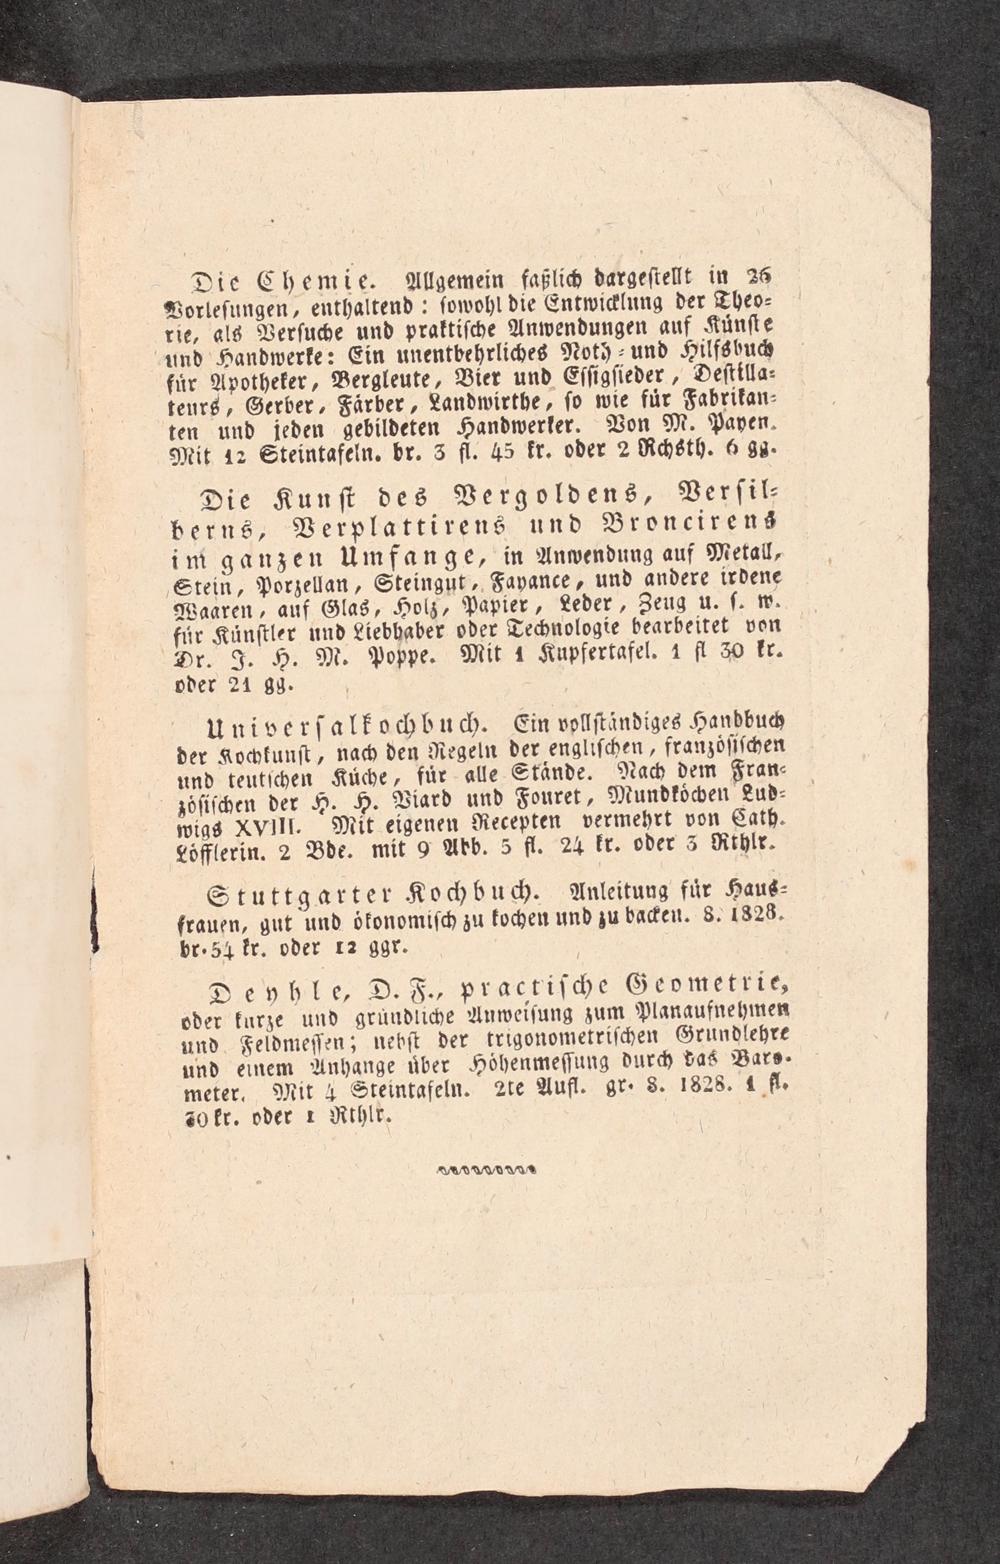 Die Chemie. Allgemein faßlich dargestellt in 26
Vorlesungen, enthaltend: sowohl die Entwicklung der Theo-
rie, als Versuche und praktische Anwendungen auf Künste
und Handwerke: Ein unentbehrliches Noth- und Hilfsbuch
für Apotheker, Bergleute, Bier und Essigsieder, Destilla-
teurs, Gerber, Färber, Landwirthe, so wie für Fabrikan-
ten und jeden gebildeten Handwerker. Von M. Payen.
Mit 12 Steintafeln. br. 3 fl. 45 kr. oder 2 Rchsth. 6 gg.
Die Kunst des Vergoldens, Versil-
berns, Verplattirens und Broncirens
im ganzen Umfange, in Anwendung auf Metall,
Stein, Porzellan, Steingut, Fayance, und andere irdene
Waaren, auf Glas, Holz, Papier, Leder, Zeug u. s. w.
für Künstler und Liebhaber oder Technologie bearbeitet von
Dr. J. H. M. Poppe. Mit 1 Kupfertafel. 1 fl 30 kr.
oder 21 gg.
Universalkochbuch. Ein vollständiges Handbuch
der Kochkunst, nach den Regeln der englischen, französischen
und teutschen Küche, für alle Stände. Nach dem Fran-
zösischen der H. H. Viard und Fouret, Mundköchen Lud-
wigs XVIII. Mit eigenen Recepten vermehrt von Cath.
Löfflerin. 2 Bde. mit 9 Abb. 5 fl. 24 kr. oder 3 Rthlr.
Stuttgarter Kochbuch. Anleitung für Haus-
frauen, gut und ökonomisch zu kochen und zu backen. 8. 1828.
br. 54 kr. oder 12 ggr.
Deyhle, D. F., practische Geometrie,
oder kurze und gründliche Anweisung zum Planaufnehmen
und Feldmessen; nebst der trigonometrischen Grundlehre
und einem Anhange über Höhenmessung durch das Baro-
meter. Mit 4 Steintafeln. 2te Aufl. gr. 8. 1828. 1 fl.
30 kr. oder 1 Rthlr.